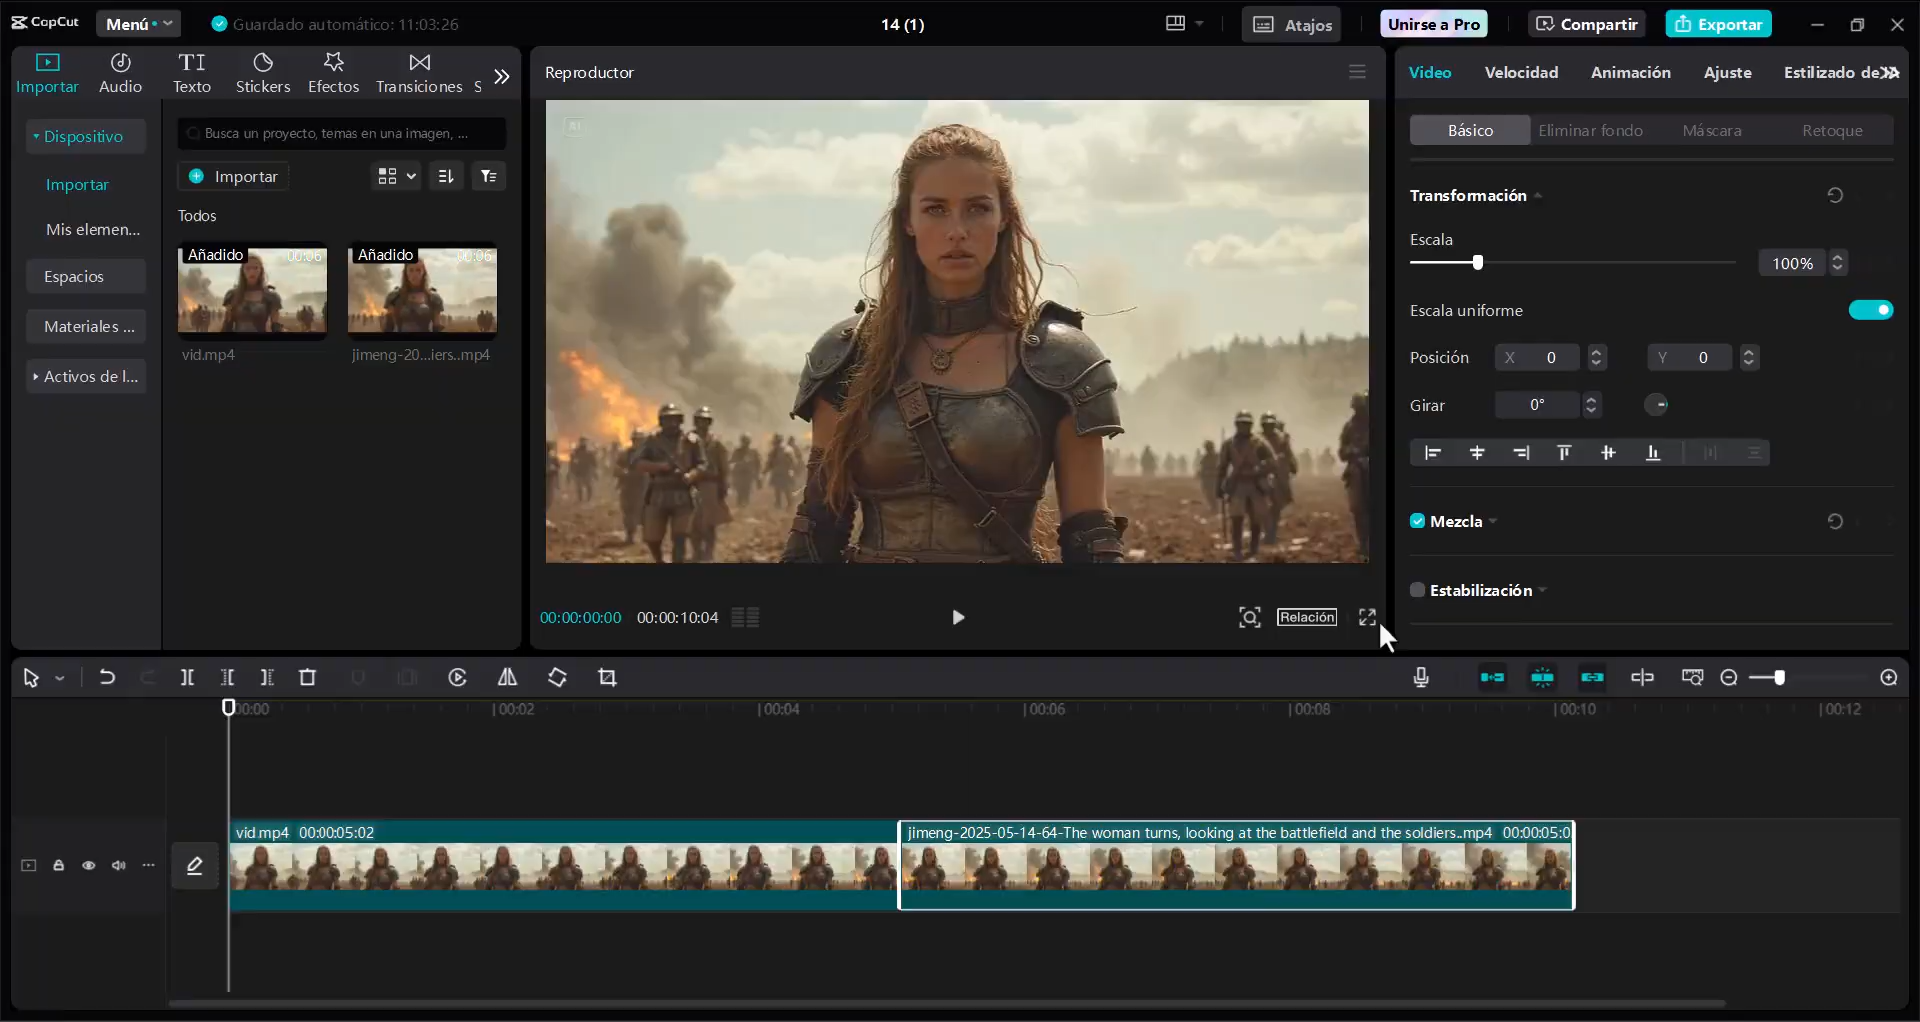 CapCut
Menú
Guardado automático: 11:03:26
14 (1)
Atajos
Unirse a Pro
Compartir
Exportar
Importar
Audio
Texto
Stickers
Efectos
Transiciones
S
Dispositivo
Importar
Mis elemen...
Espacios
Materiales ...
Activos de l...
Busca un proyecto, temas en una imagen, ...
Importar
Todos
Añadido 00:06
vid.mp4
Añadido 00:06
jimeng-20...iers..mp4
Reproductor
AI
00:00:00:00 00:00:10:04
Relación
Video
Velocidad
Animación
Ajuste
Estilizado de
Básico
Eliminar fondo
Máscara
Retoque
Transformación
Escala
100%
Escala uniforme
Posición X 0 Y 0
Girar 0°
Mezcla
Estabilización
00:00 00:02 00:04 00:06 00:08 00:10 00:12
vid.mp4 00:00:05:02
jimeng-2025-05-14-64-The woman turns, looking at the battlefield and the soldiers..mp4 00:00:05:0